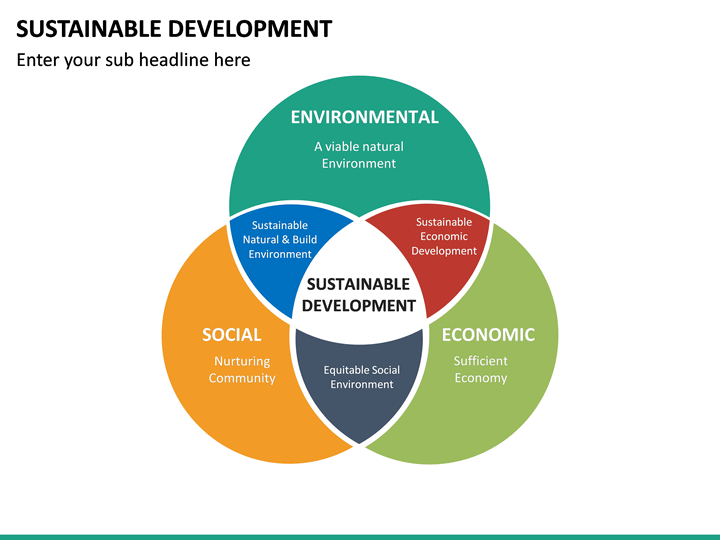 SUSTAINABLE DEVELOPMENT
Enter your sub headline here
ENVIRONMENTAL
A viable natural
Environment
Sustainable
Natural & Build
Environment
Sustainable
Economic
Development
SUSTAINABLE
DEVELOPMENT
SOCIAL
Nurturing
Community
ECONOMIC
Sufficient
Economy
Equitable Social
Environment